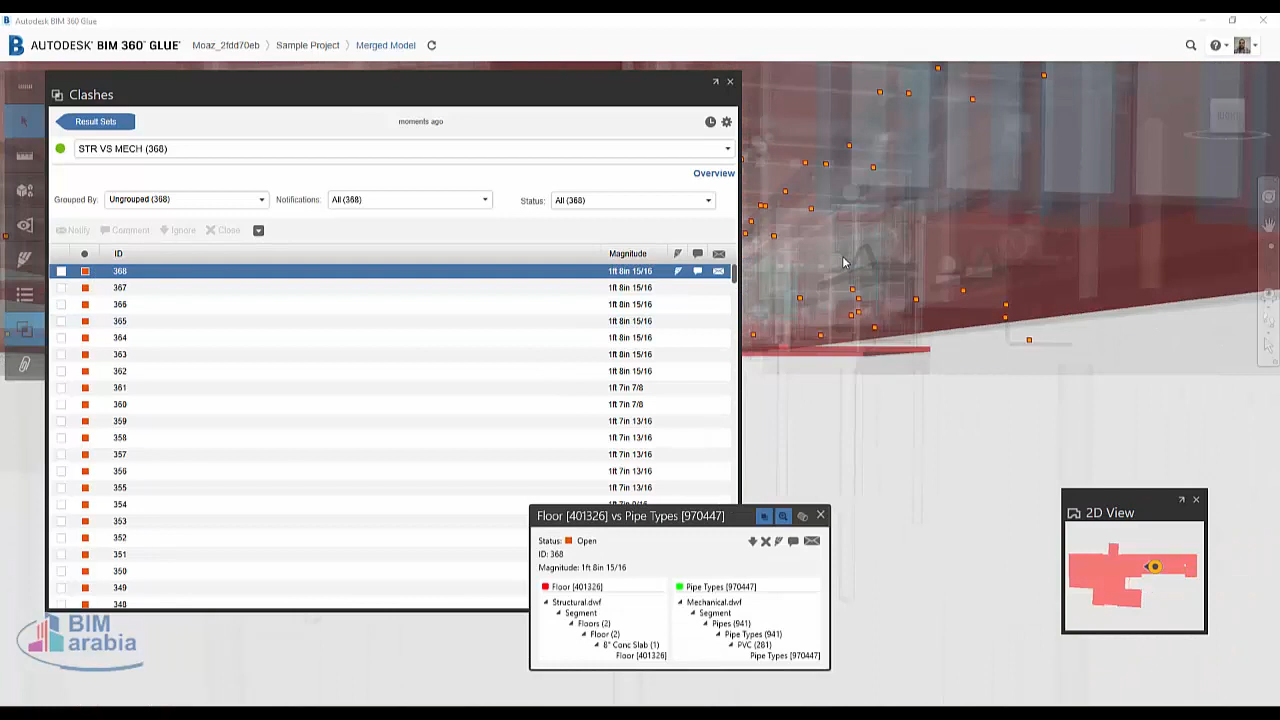 Autodesk BIM 360 Glue
AUTODESK® BIM 360™ GLUE® Moaz_2fdd70eb Sample Project Merged Model
Clashes
Result Sets
moments ago
STR VS MECH (368)
Overview
Grouped By: Ungrouped (368) Notifications: All (368) Status: All (368)
Notify Comment Ignore Close
ID Magnitude
368 1ft 8in 15/16
367 1ft 8in 15/16
366 1ft 8in 15/16
365 1ft 8in 15/16
364 1ft 8in 15/16
363 1ft 8in 15/16
362 1ft 8in 15/16
361 1ft 7in 7/8
360 1ft 7in 7/8
359 1ft 7in 13/16
358 1ft 7in 13/16
357 1ft 7in 13/16
356 1ft 7in 13/16
355 1ft 7in 13/16
354
353
352
351
350
349
348
Floor [401326] vs Pipe Types [970447]
Status: Open
ID: 368
Magnitude: 1ft 8in 15/16
Floor [401326]
Structural.dwf
Segment
Floors (2)
Floor (2)
8" Conc Slab (1)
Floor [401326]
Pipe Types [970447]
Mechanical.dwf
Segment
Pipes (941)
Pipe Types (941)
PVC (281)
Pipe Types [970447]
2D View
BIM
arabia